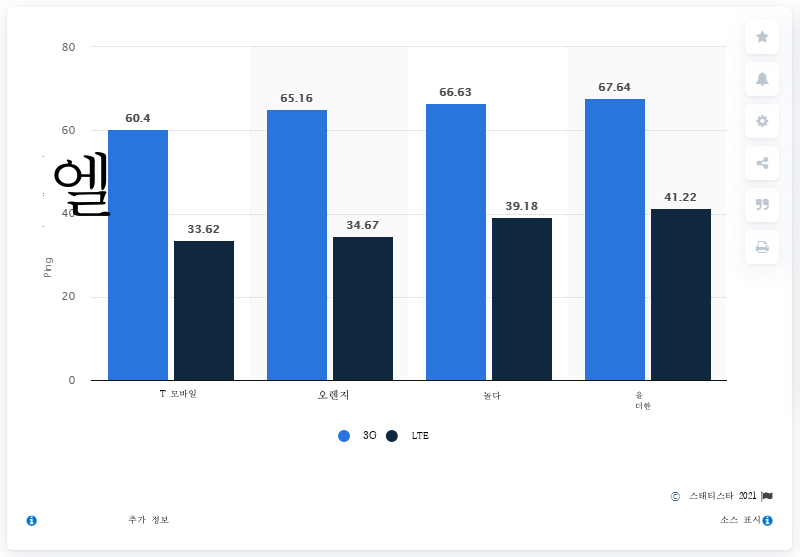 80
67.64
66.63
65.16
60.4
60
엘
41.22
40
39.18
34.67
33.62
Ping
20
0
T 모바일
오렌지
놀다
을
더한
3G LTE
© 스태티스타 2021
추가 정보
소스 표시